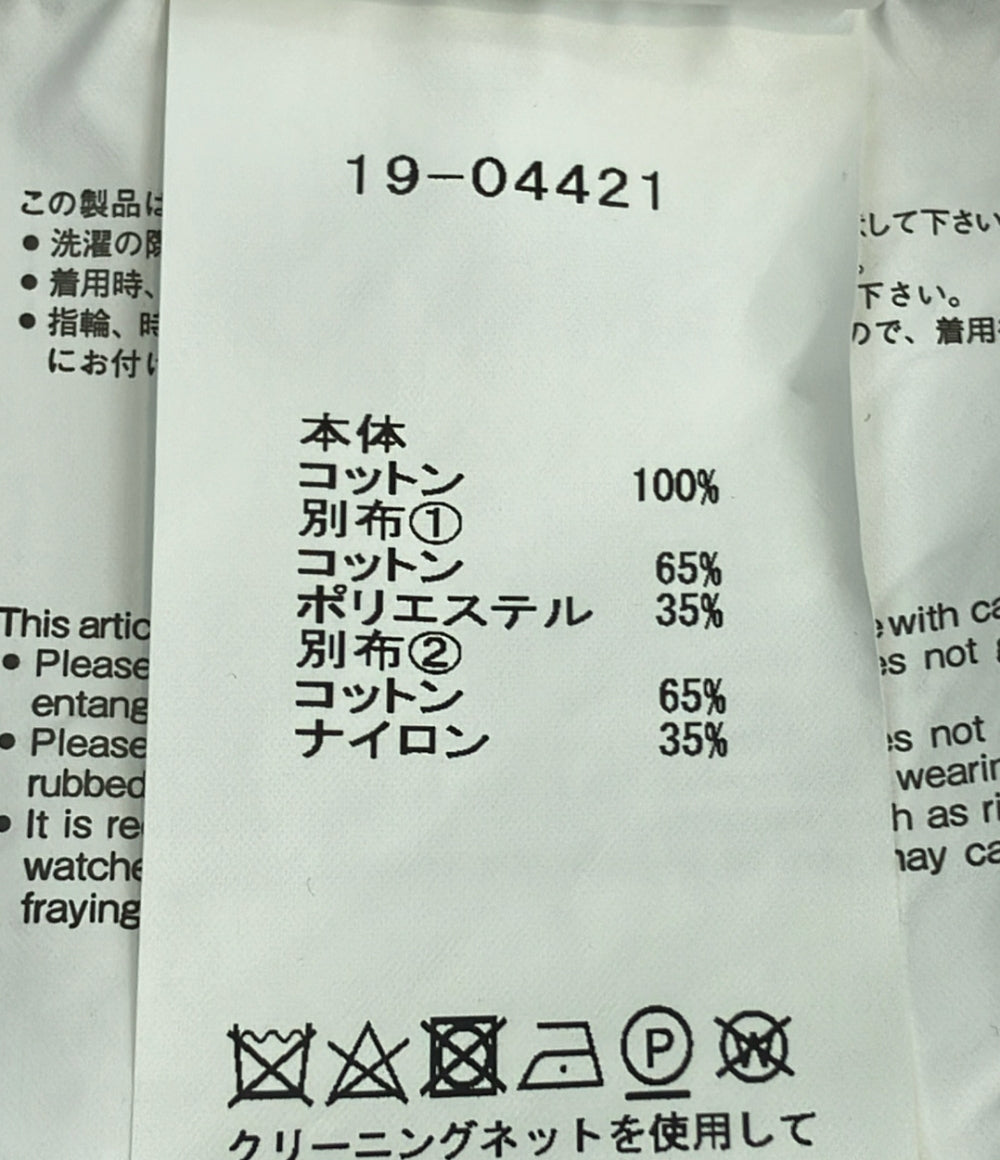 19-04421
この製品は
● 洗濯の際
● 着用時、
● 指輪、時
にお付け
して下さい
。
下さい。
ので、着用
本体
コットン 100%
別布①
コットン 65%
ポリエステル 35%
別布②
コットン 65%
ナイロン 35%
This artic
● Please
entang
● Please
rubbed
● It is re
watche
fraying
with ca
es not
es not
wearin
h as ri
may ca
P
W
クリーニングネットを使用して